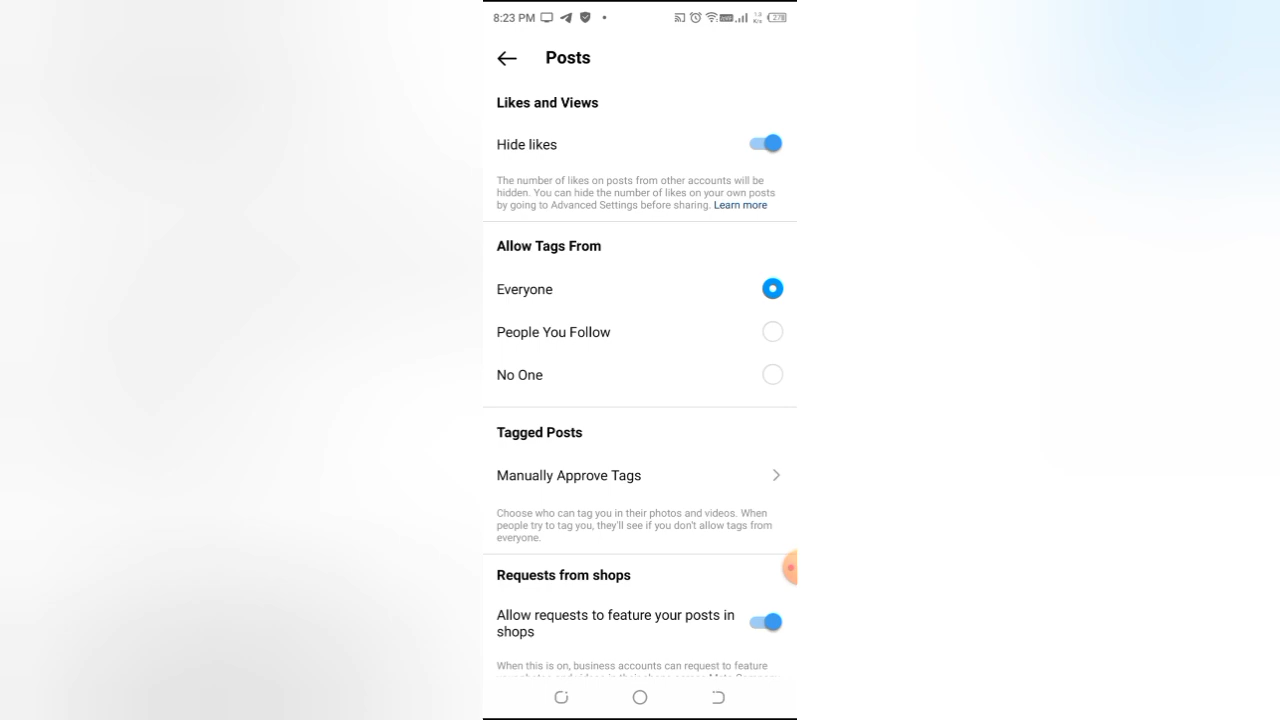 8:23 PM
Posts
Likes and Views
Hide likes
The number of likes on posts from other accounts will be
hidden. You can hide the number of likes on your own posts
by going to Advanced Settings before sharing. Learn more
Allow Tags From
Everyone
People You Follow
No One
Tagged Posts
Manually Approve Tags
Choose who can tag you in their photos and videos. When
people try to tag you, they'll see if you don't allow tags from
everyone.
Requests from shops
Allow requests to feature your posts in
shops
When this is on, business accounts can request to feature